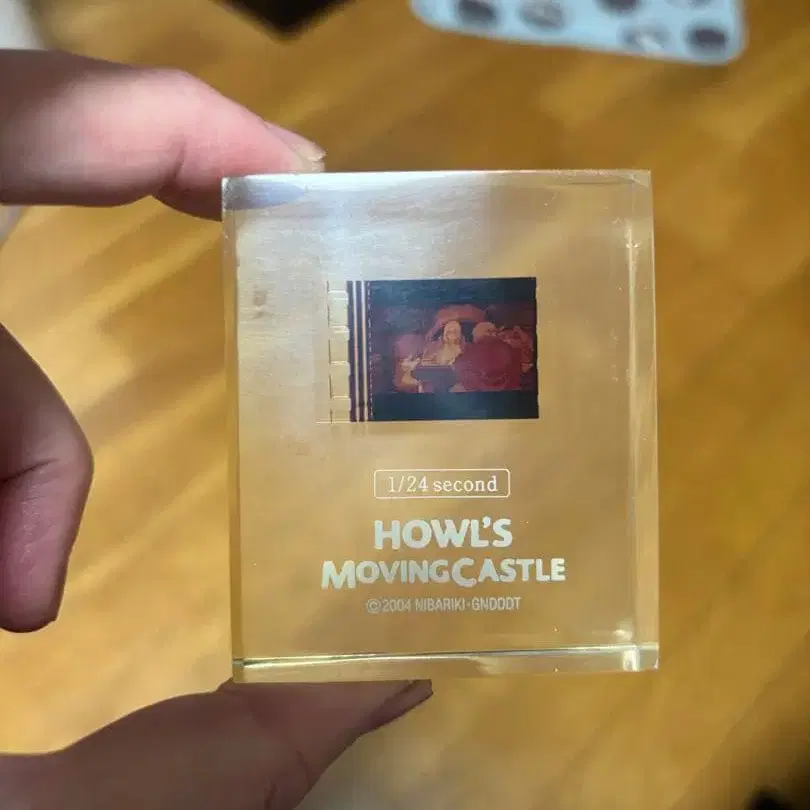 1/24 second
HOWL'S
MOVING CASTLE
©2004 NIBARIKI·GNDDDT